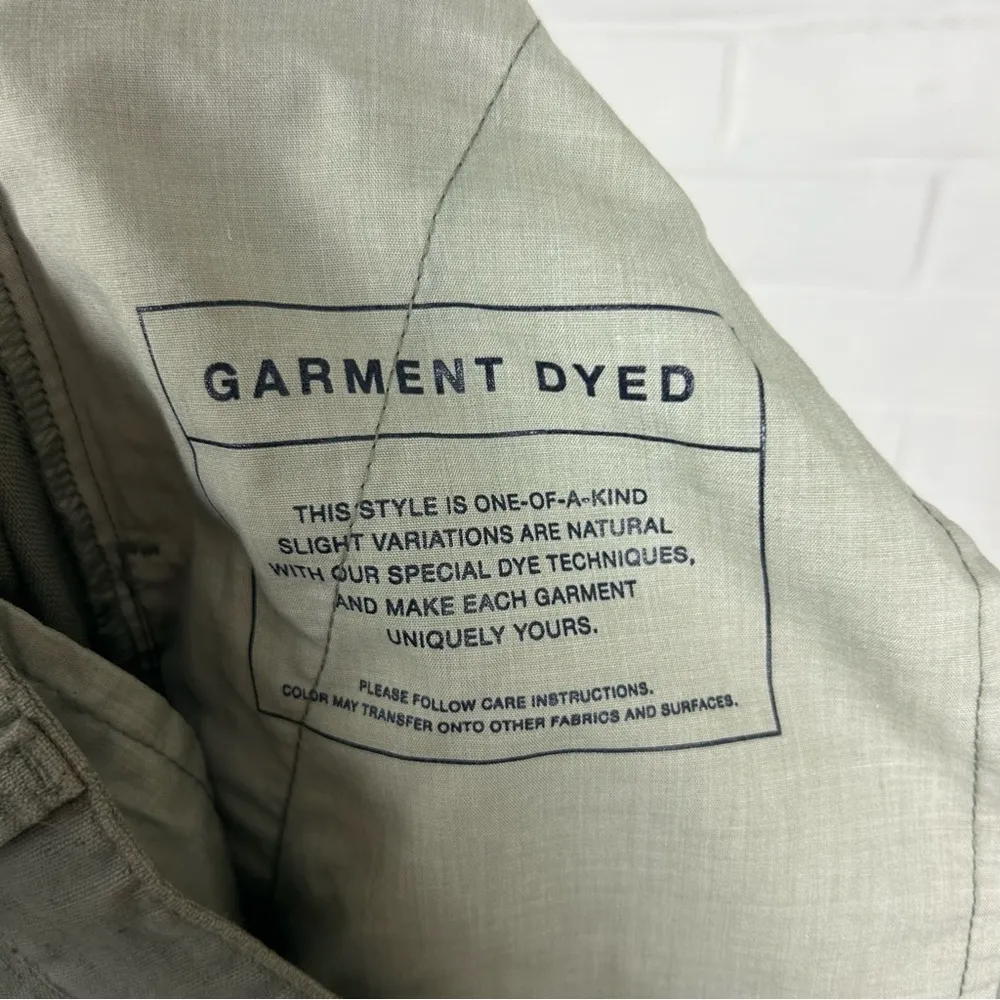 GARMENT DYED
THIS STYLE IS ONE-OF-A-KIND
SLIGHT VARIATIONS ARE NATURAL
WITH OUR SPECIAL DYE TECHNIQUES,
AND MAKE EACH GARMENT
UNIQUELY YOURS.
PLEASE FOLLOW CARE INSTRUCTIONS.
COLOR MAY TRANSFER ONTO OTHER FABRICS AND SURFACES.